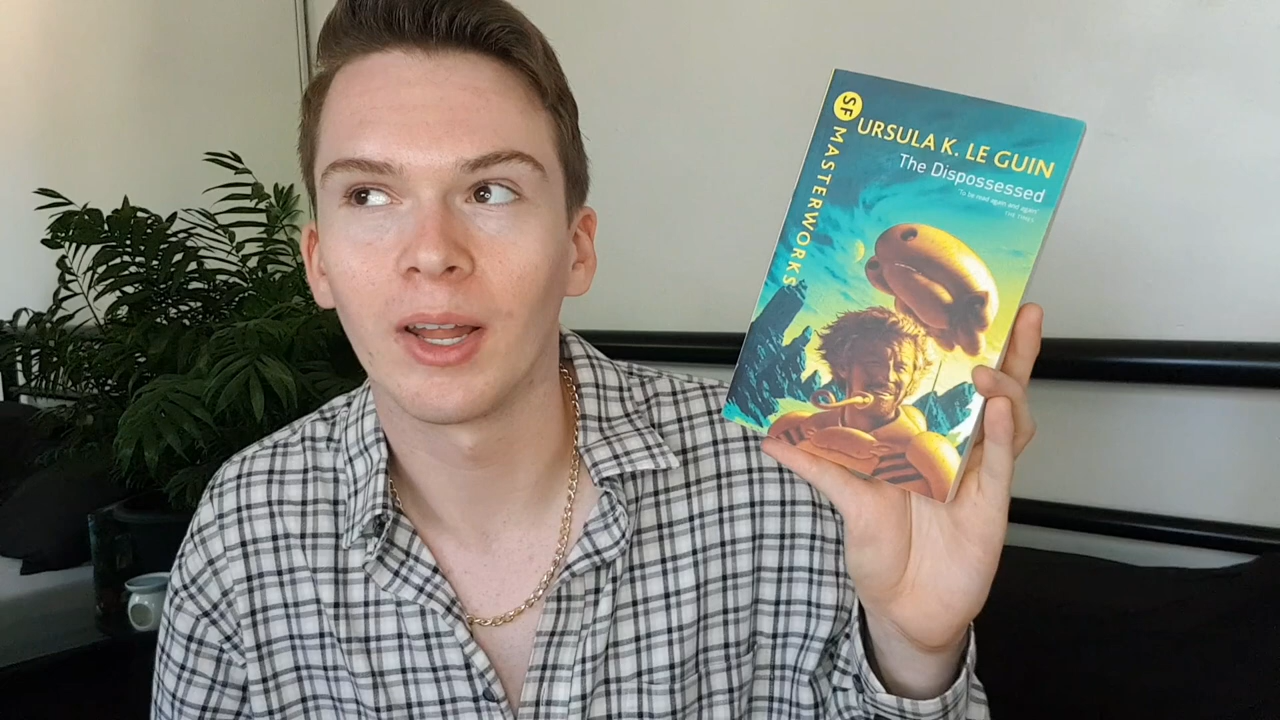 SF
MASTERWORKS
URSULA K. LE GUIN
The Dispossessed
'To be read again and again'
THE TIMES